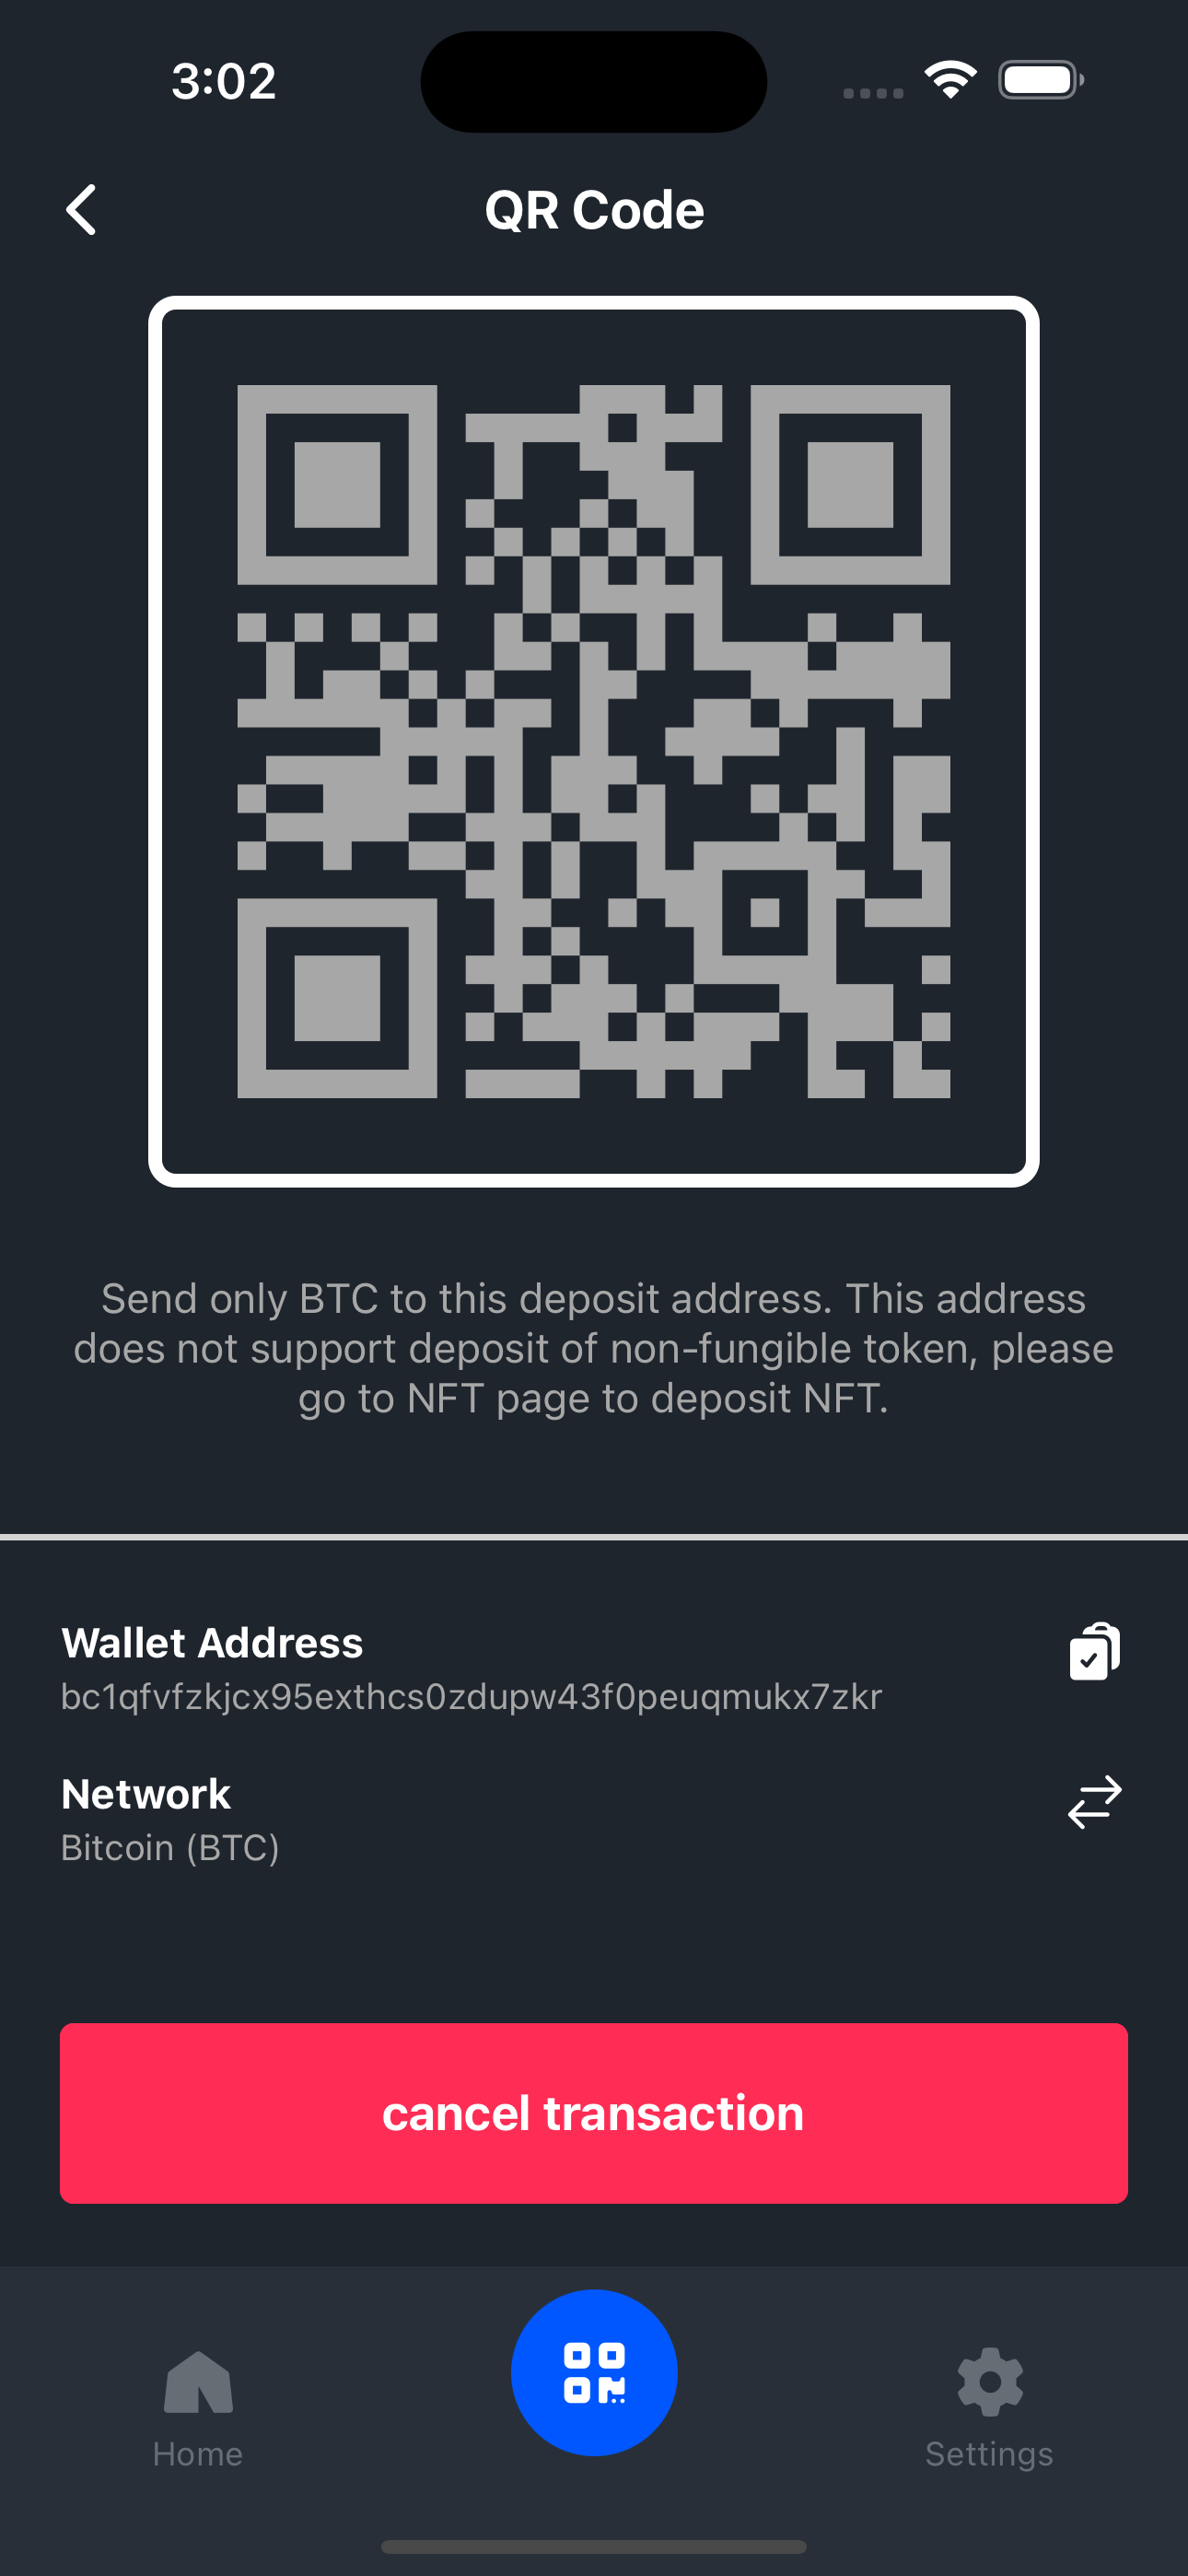 3:02
QR Code
Send only BTC to this deposit address. This address
does not support deposit of non-fungible token, please
go to NFT page to deposit NFT.
Wallet Address
bc1qfvfzkjcx95exthcs0zdupw43f0peuqmukx7zkr
Network
Bitcoin (BTC)
cancel transaction
Home
Settings